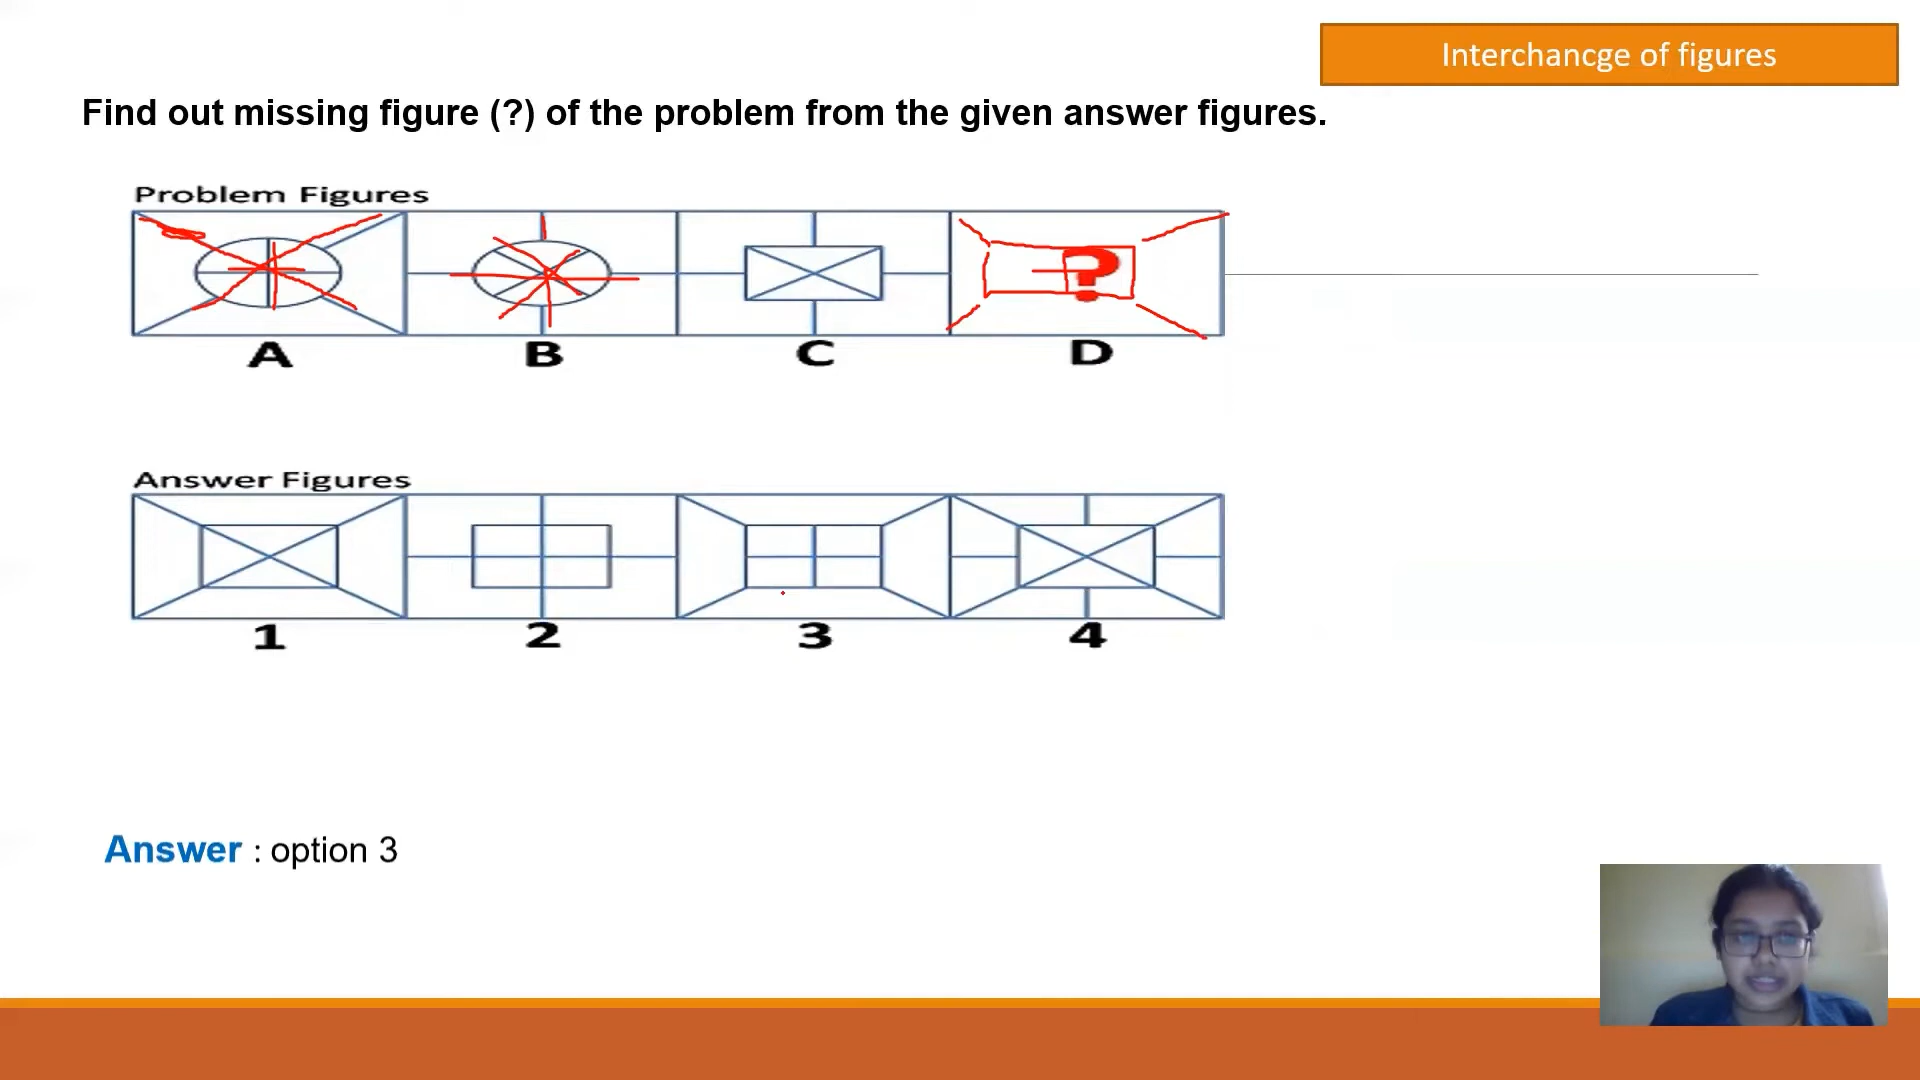 Interchancge of figures
Find out missing figure (?) of the problem from the given answer figures.
Problem Figures
?
A B C D
Answer Figures
1 2 3 4
Answer : option 3